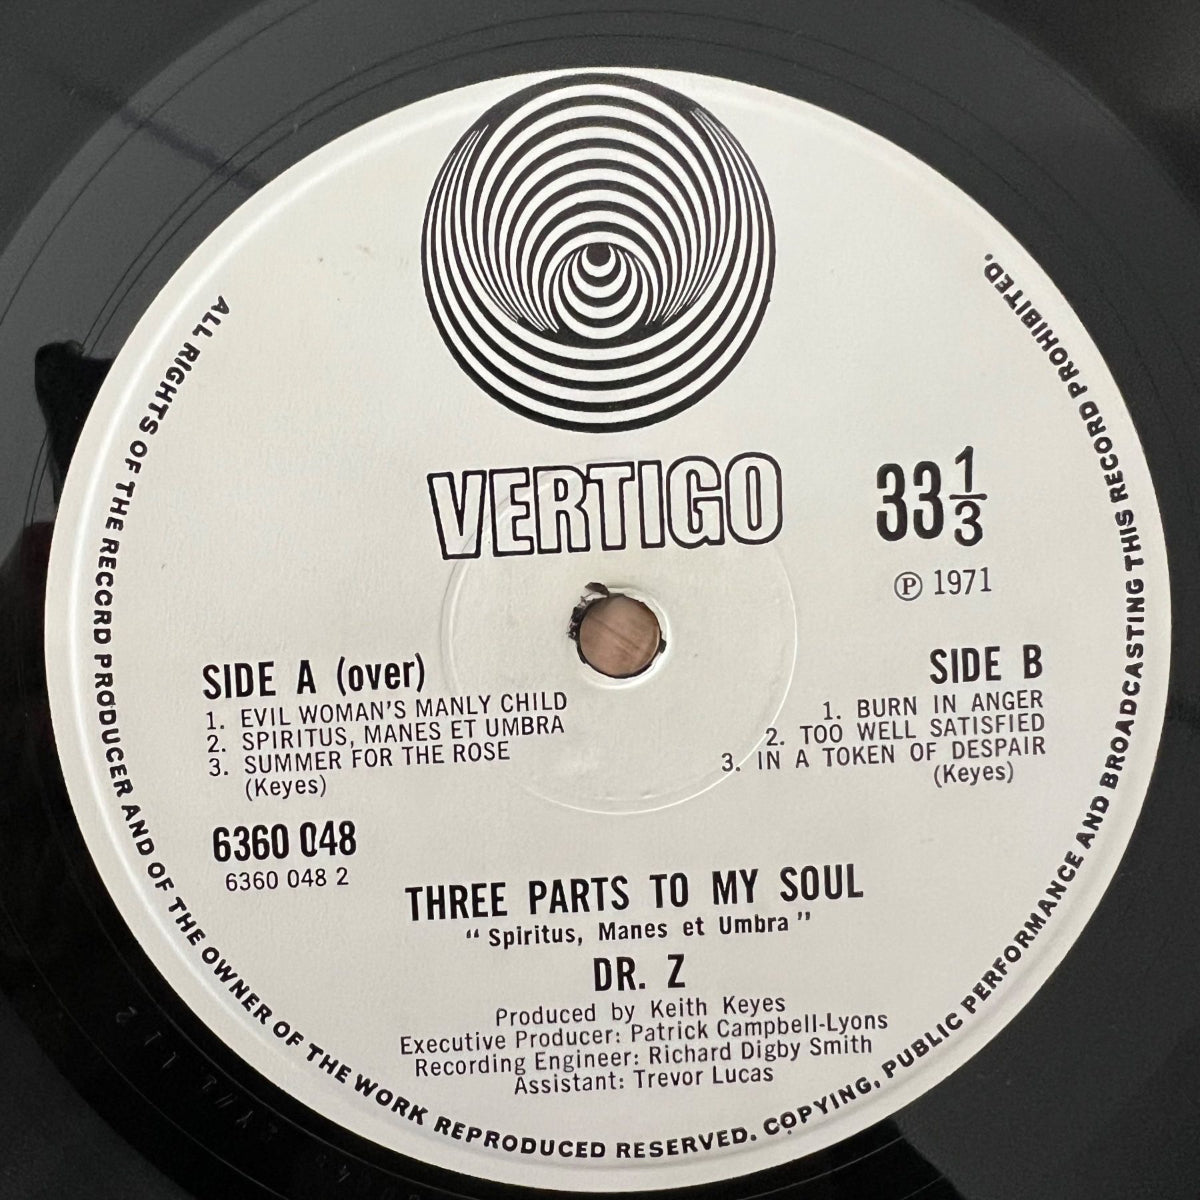 VERTIGO
33 1/3
Ⓟ 1971
SIDE A (over)
1. EVIL WOMAN'S MANLY CHILD
2. SPIRITUS, MANES ET UMBRA
3. SUMMER FOR THE ROSE
(Keyes)
SIDE B
1. BURN IN ANGER
2. TOO WELL SATISFIED
3. IN A TOKEN OF DESPAIR
(Keyes)
6360 048
6360 048 2
THREE PARTS TO MY SOUL
“Spiritus, Manes et Umbra”
DR. Z
Produced by Keith Keyes
Executive Producer: Patrick Campbell-Lyons
Recording Engineer: Richard Digby Smith
Assistant: Trevor Lucas
ALL RIGHTS OF THE RECORD PRODUCER AND OF THE OWNER OF THE WORK REPRODUCED RESERVED. COPYING, PUBLIC PERFORMANCE AND BROADCASTING THIS RECORD PROHIBITED.